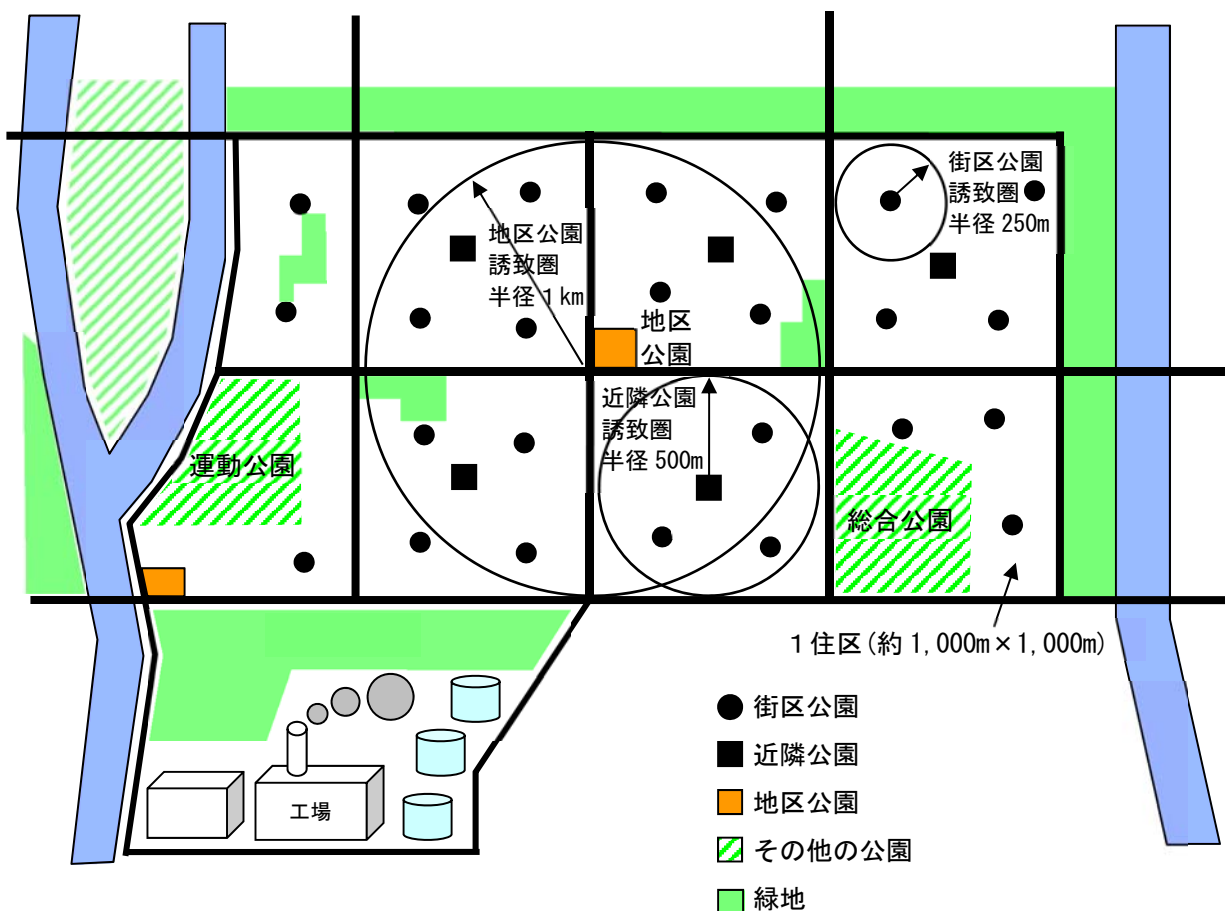 街区公園
誘致圏
半径 250m
地区公園
誘致圏
半径 1 km
地区
公園
近隣公園
誘致圏
半径 500m
運動公園
総合公園
1 住区(約 1,000m×1,000m)
工場
街区公園
近隣公園
地区公園
その他の公園
緑地